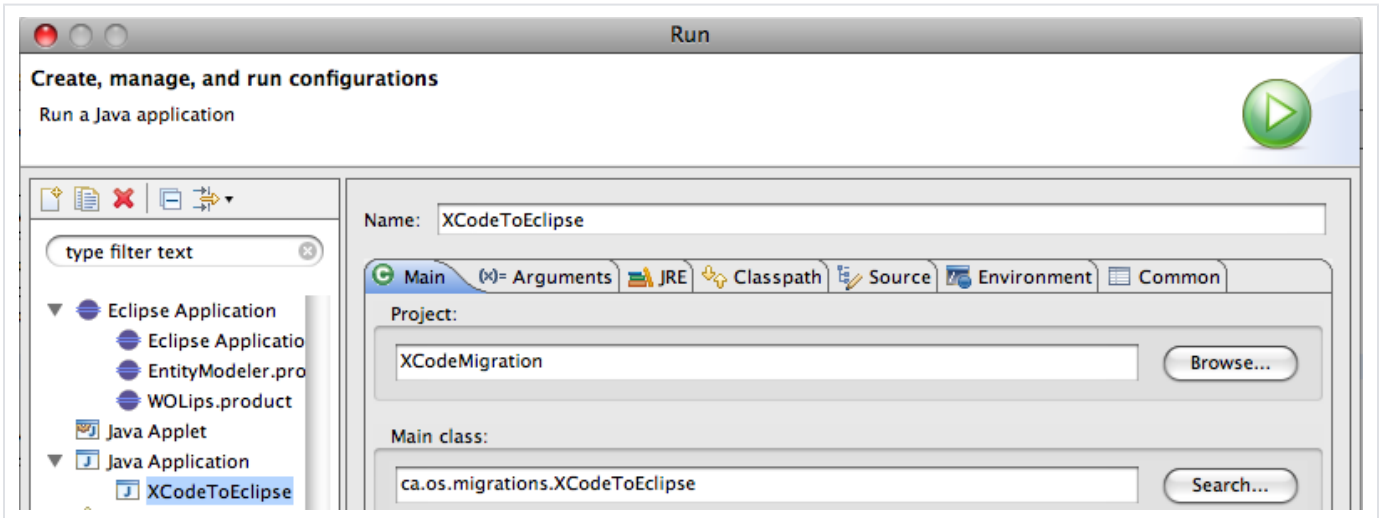 Run
Create, manage, and run configurations
Run a Java application
type filter text
Eclipse Application
Eclipse Applicatio
EntityModeler.pro
WOLips.product
Java Applet
Java Application
XCodeToEclipse
Name: XCodeToEclipse
Main (x)= Arguments JRE Classpath Source Environment Common
Project:
XCodeMigration Browse...
Main class:
ca.os.migrations.XCodeToEclipse Search...